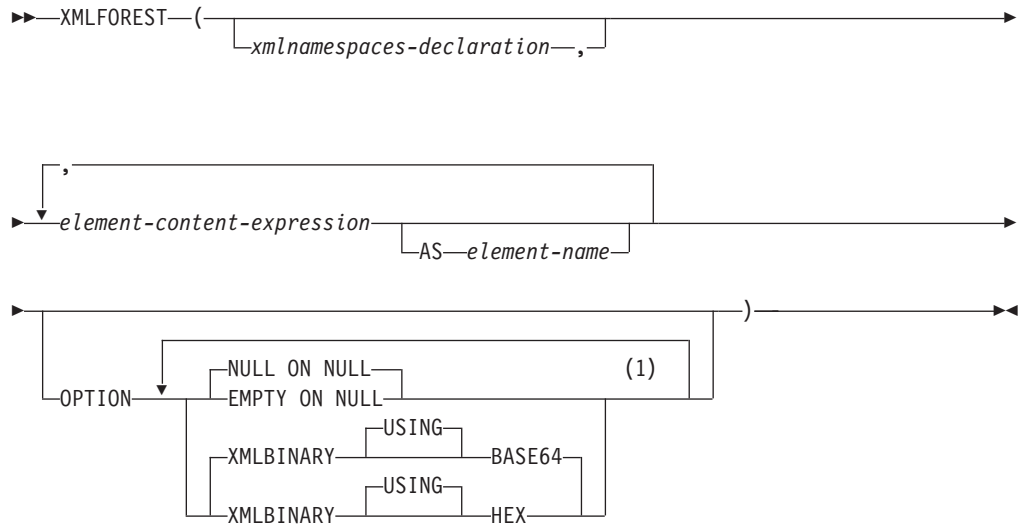 XMLFOREST (
xmlnamespaces-declaration ,
,
element-content-expression
AS element-name
)
NULL ON NULL (1)
OPTION EMPTY ON NULL
USING
XMLBINARY BASE64
USING
XMLBINARY HEX